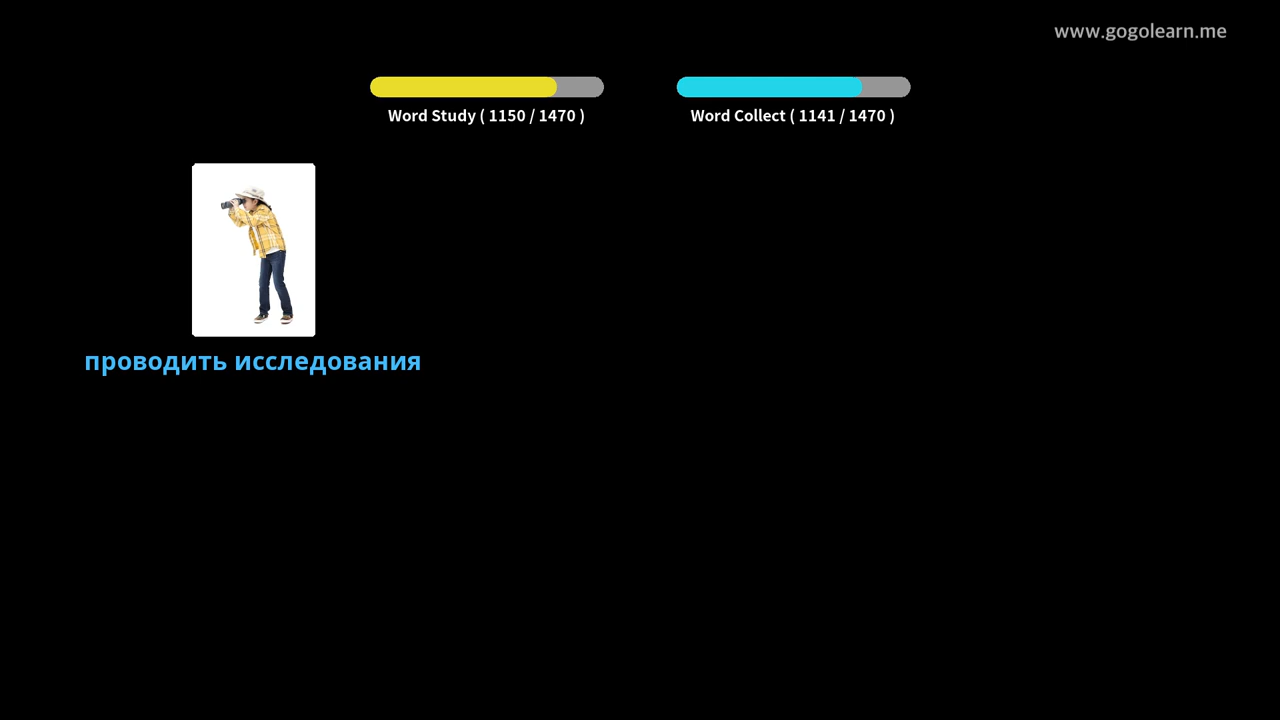 www.gogolearn.me
Word Study ( 1150 / 1470 )
Word Collect ( 1141 / 1470 )
проводить исследования